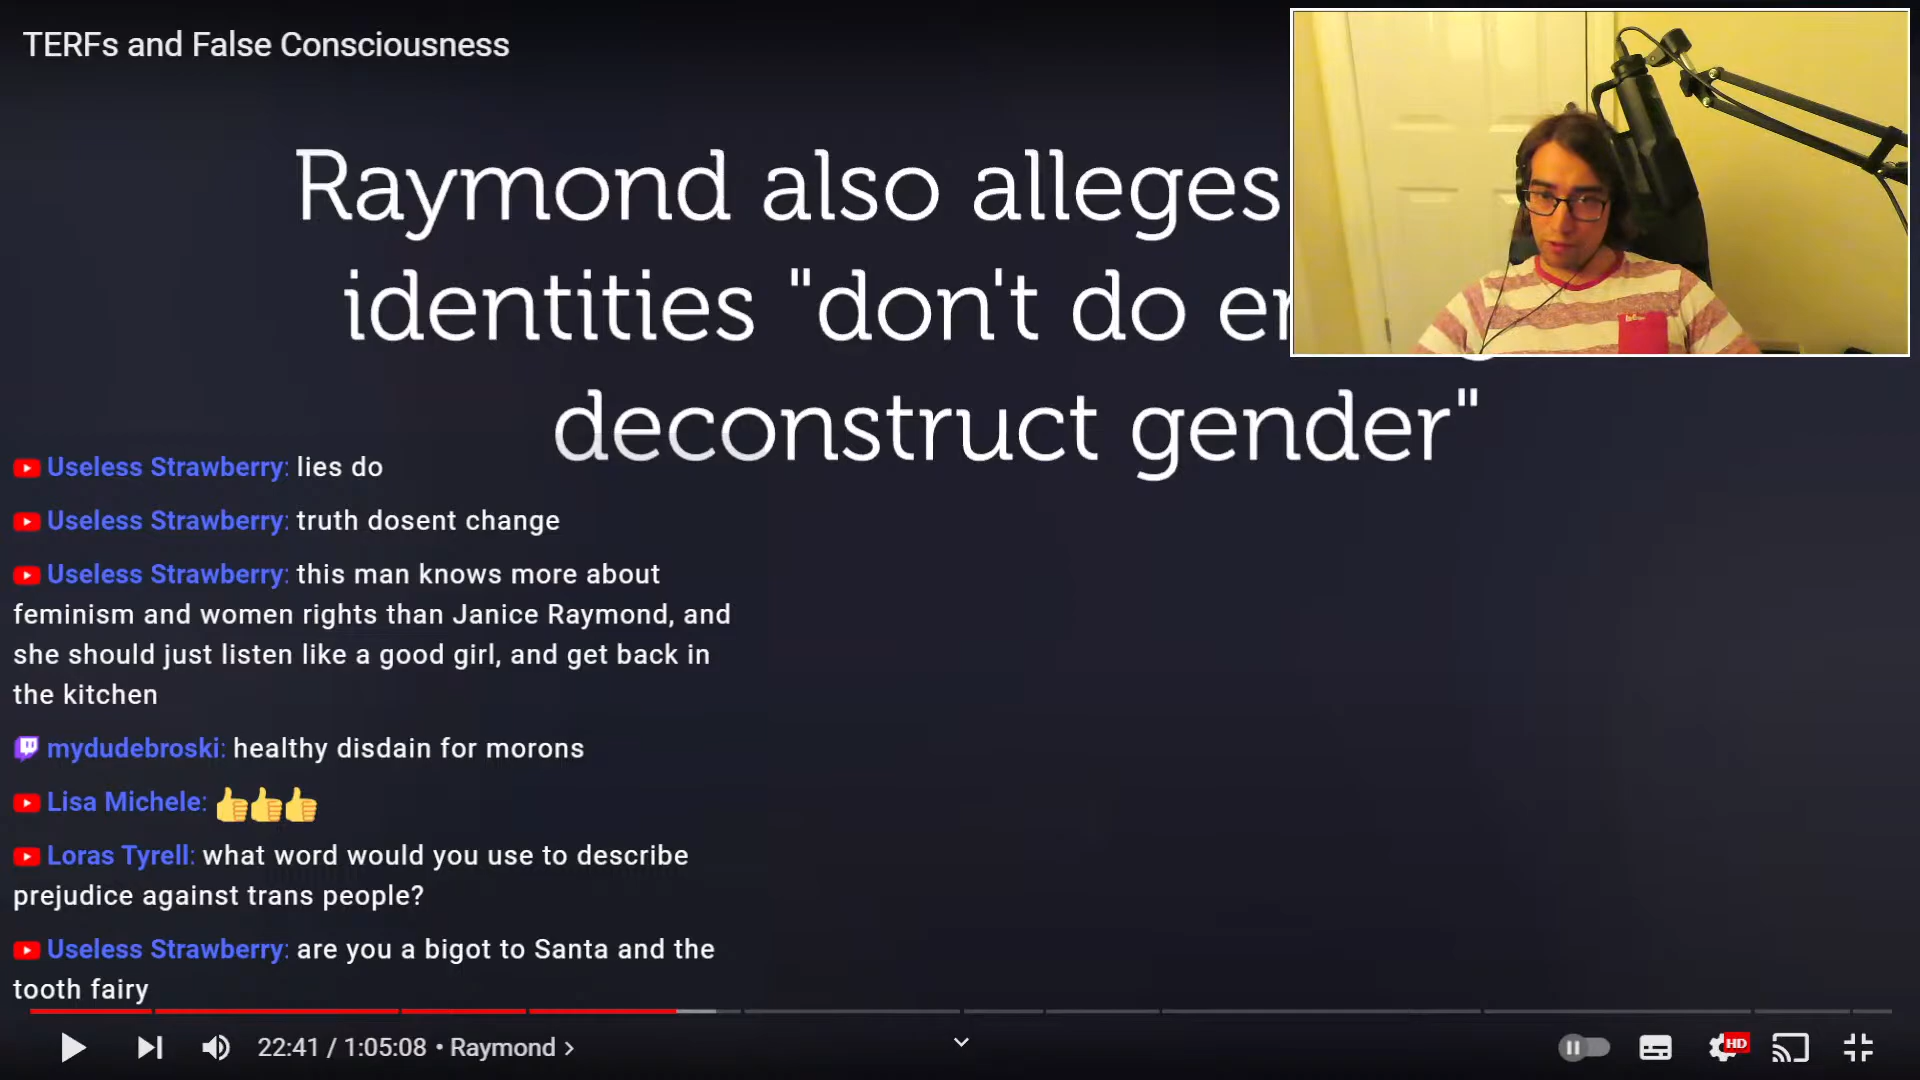 TERFs and False Consciousness
Raymond also alleges
identities "don't do
deconstruct gender"
Useless Strawberry: lies do
Useless Strawberry: truth dosent change
Useless Strawberry: this man knows more about
feminism and women rights than Janice Raymond, and
she should just listen like a good girl, and get back in
the kitchen
mydudebroski: healthy disdain for morons
Lisa Michele: 👍👍👍
Loras Tyrell: what word would you use to describe
prejudice against trans people?
Useless Strawberry: are you a bigot to Santa and the
tooth fairy
22:41 / 1:05:08 • Raymond >
HD